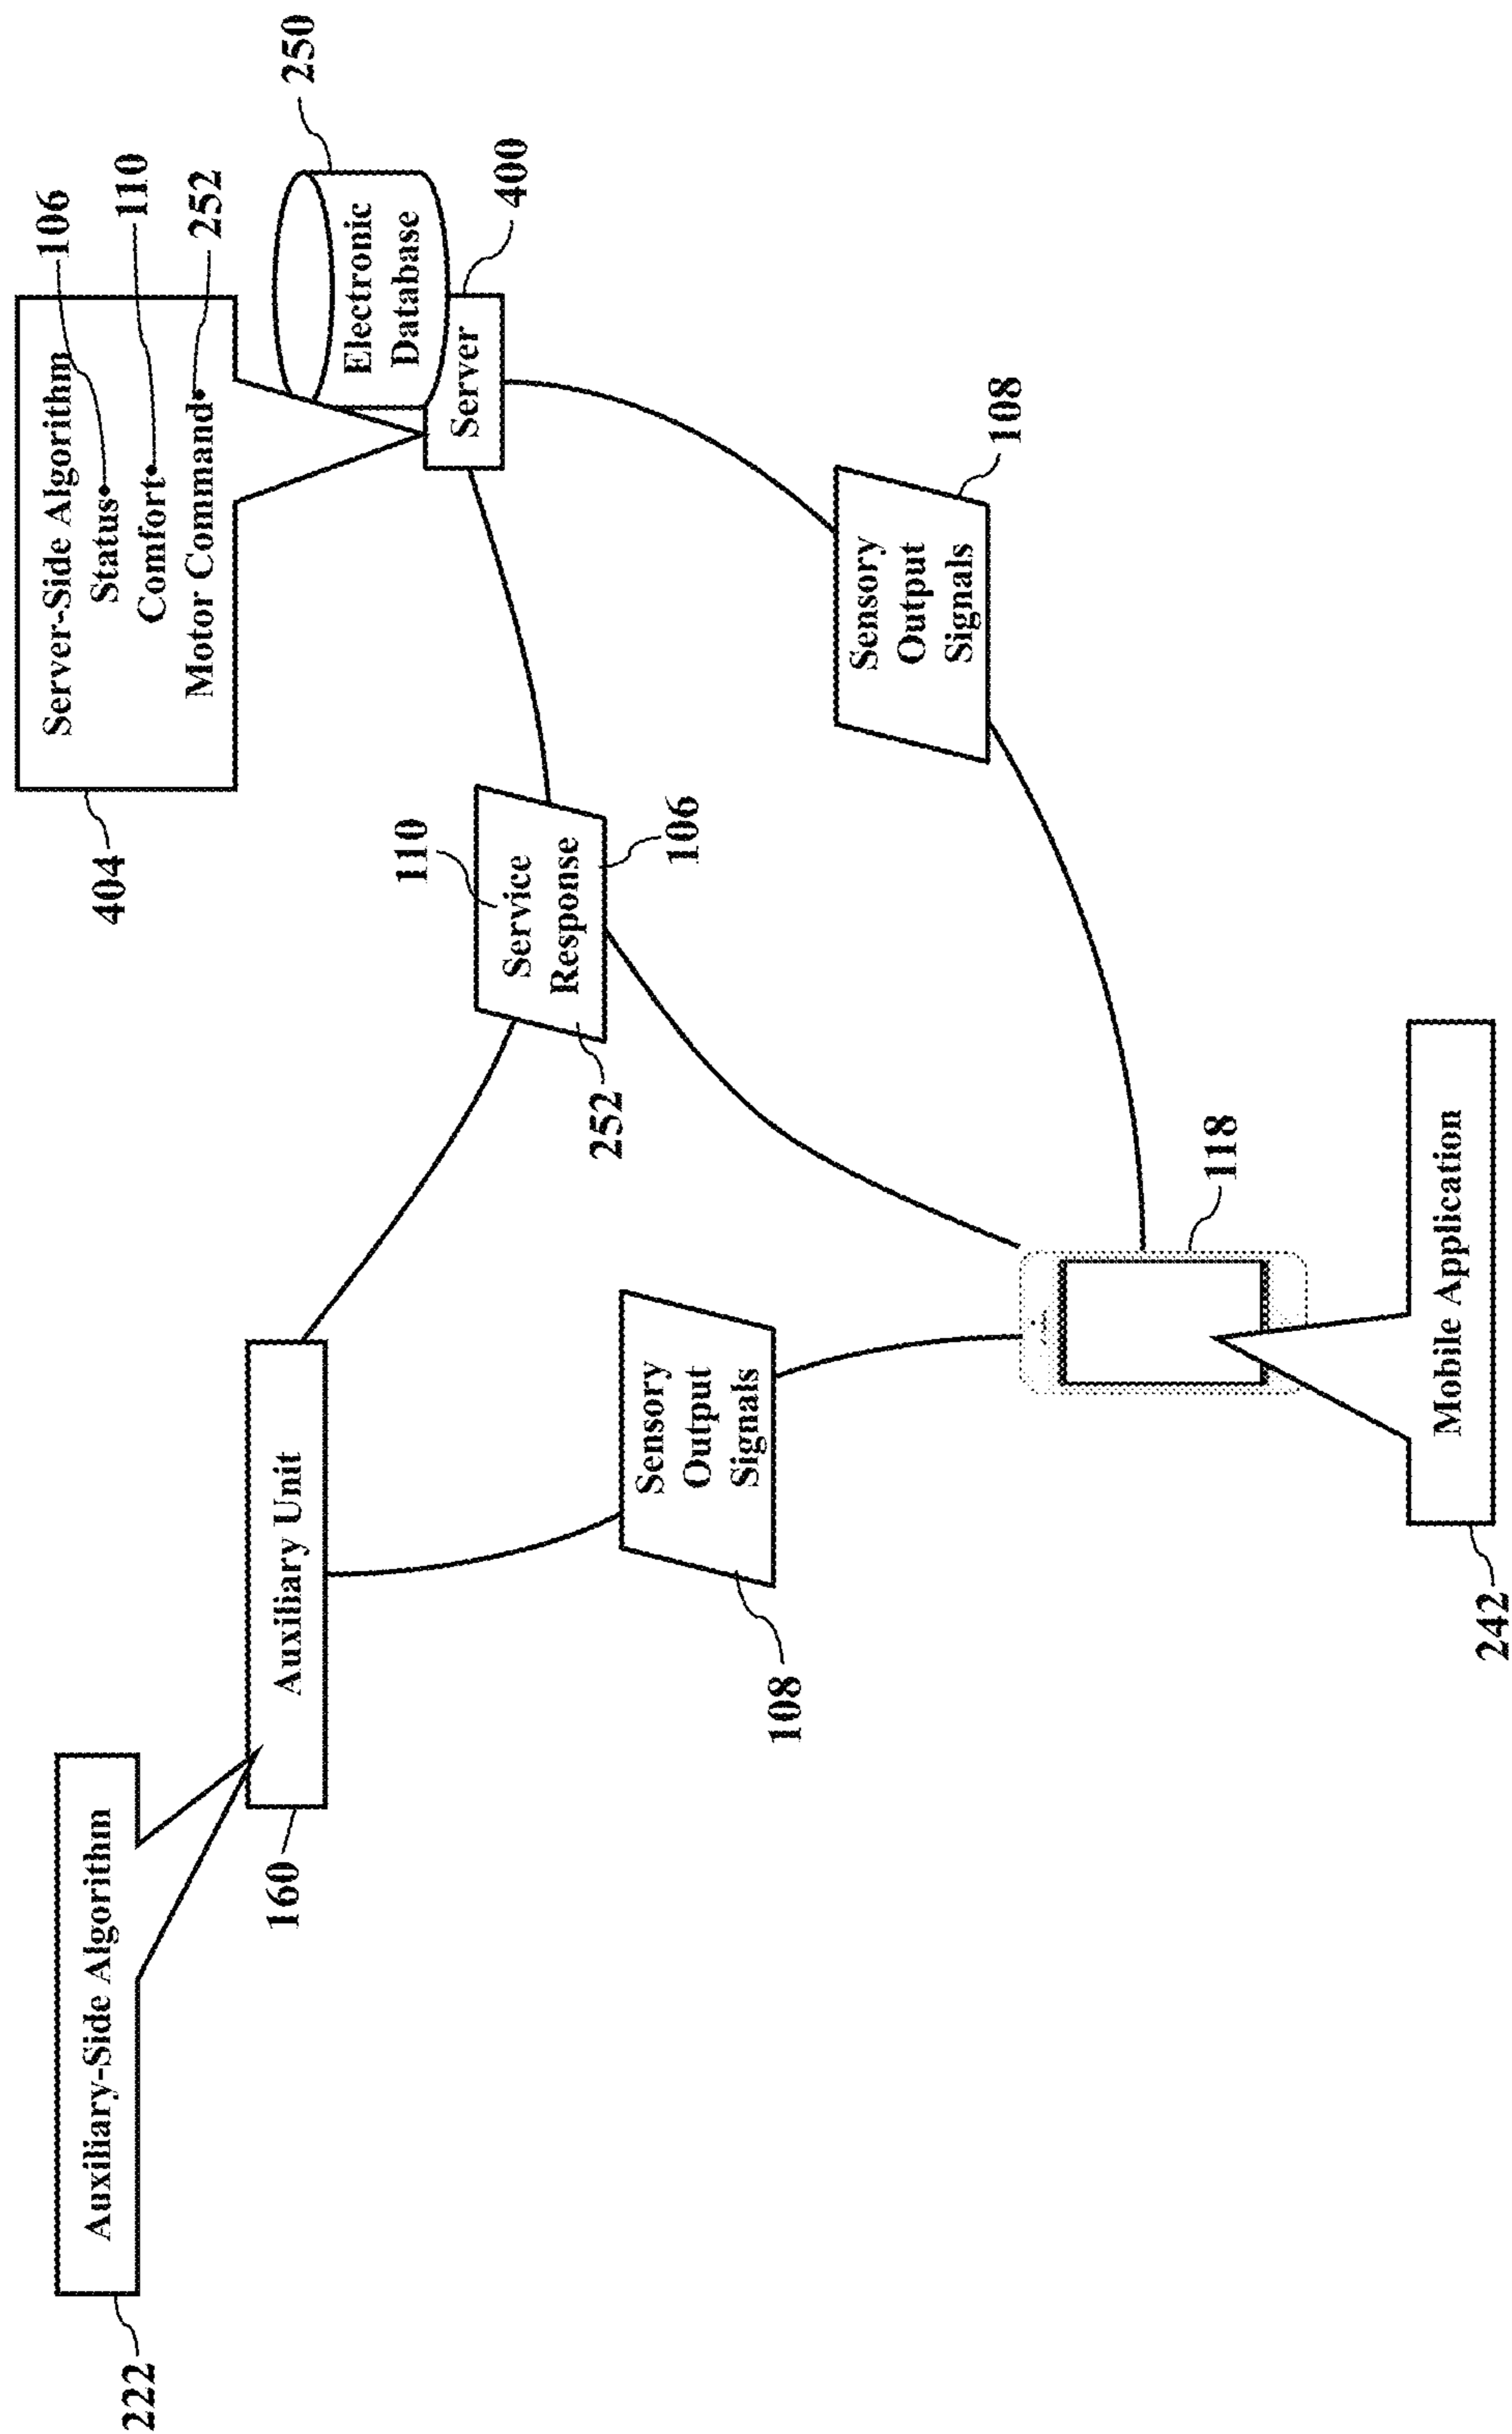 222
Auxiliary-Side Algorithm
160
Auxiliary Unit
404
Server-Side Algorithm
Status•
Comfort•
Motor Command•
106
110
252
250
Electronic
Database
Server
400
110
Service
Response
252
106
108
Sensory
Output
Signals
Sensory
Output
Signals
108
118
242
Mobile Application